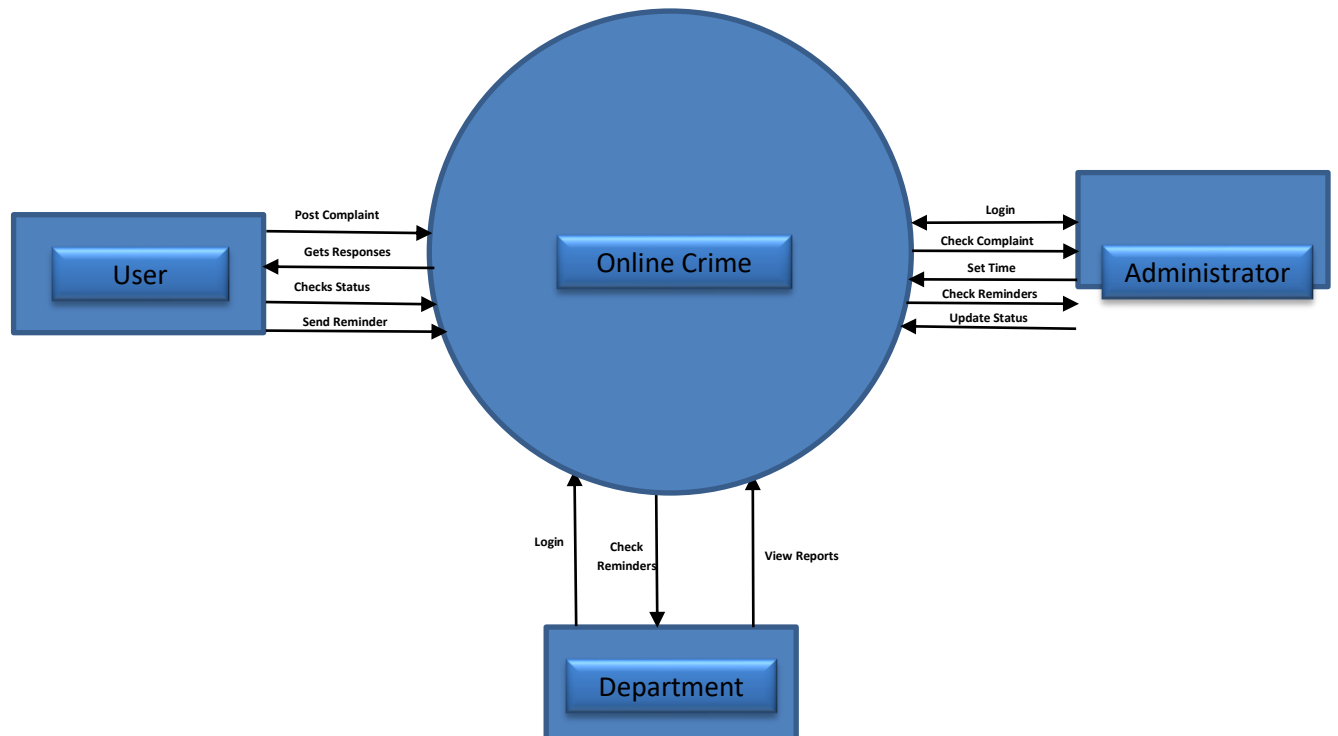 Post Complaint
Gets Responses
Checks Status
Send Reminder
User
Online Crime
Login
Check Complaint
Set Time
Check Reminders
Update Status
Administrator
Login
Check
Reminders
View Reports
Department